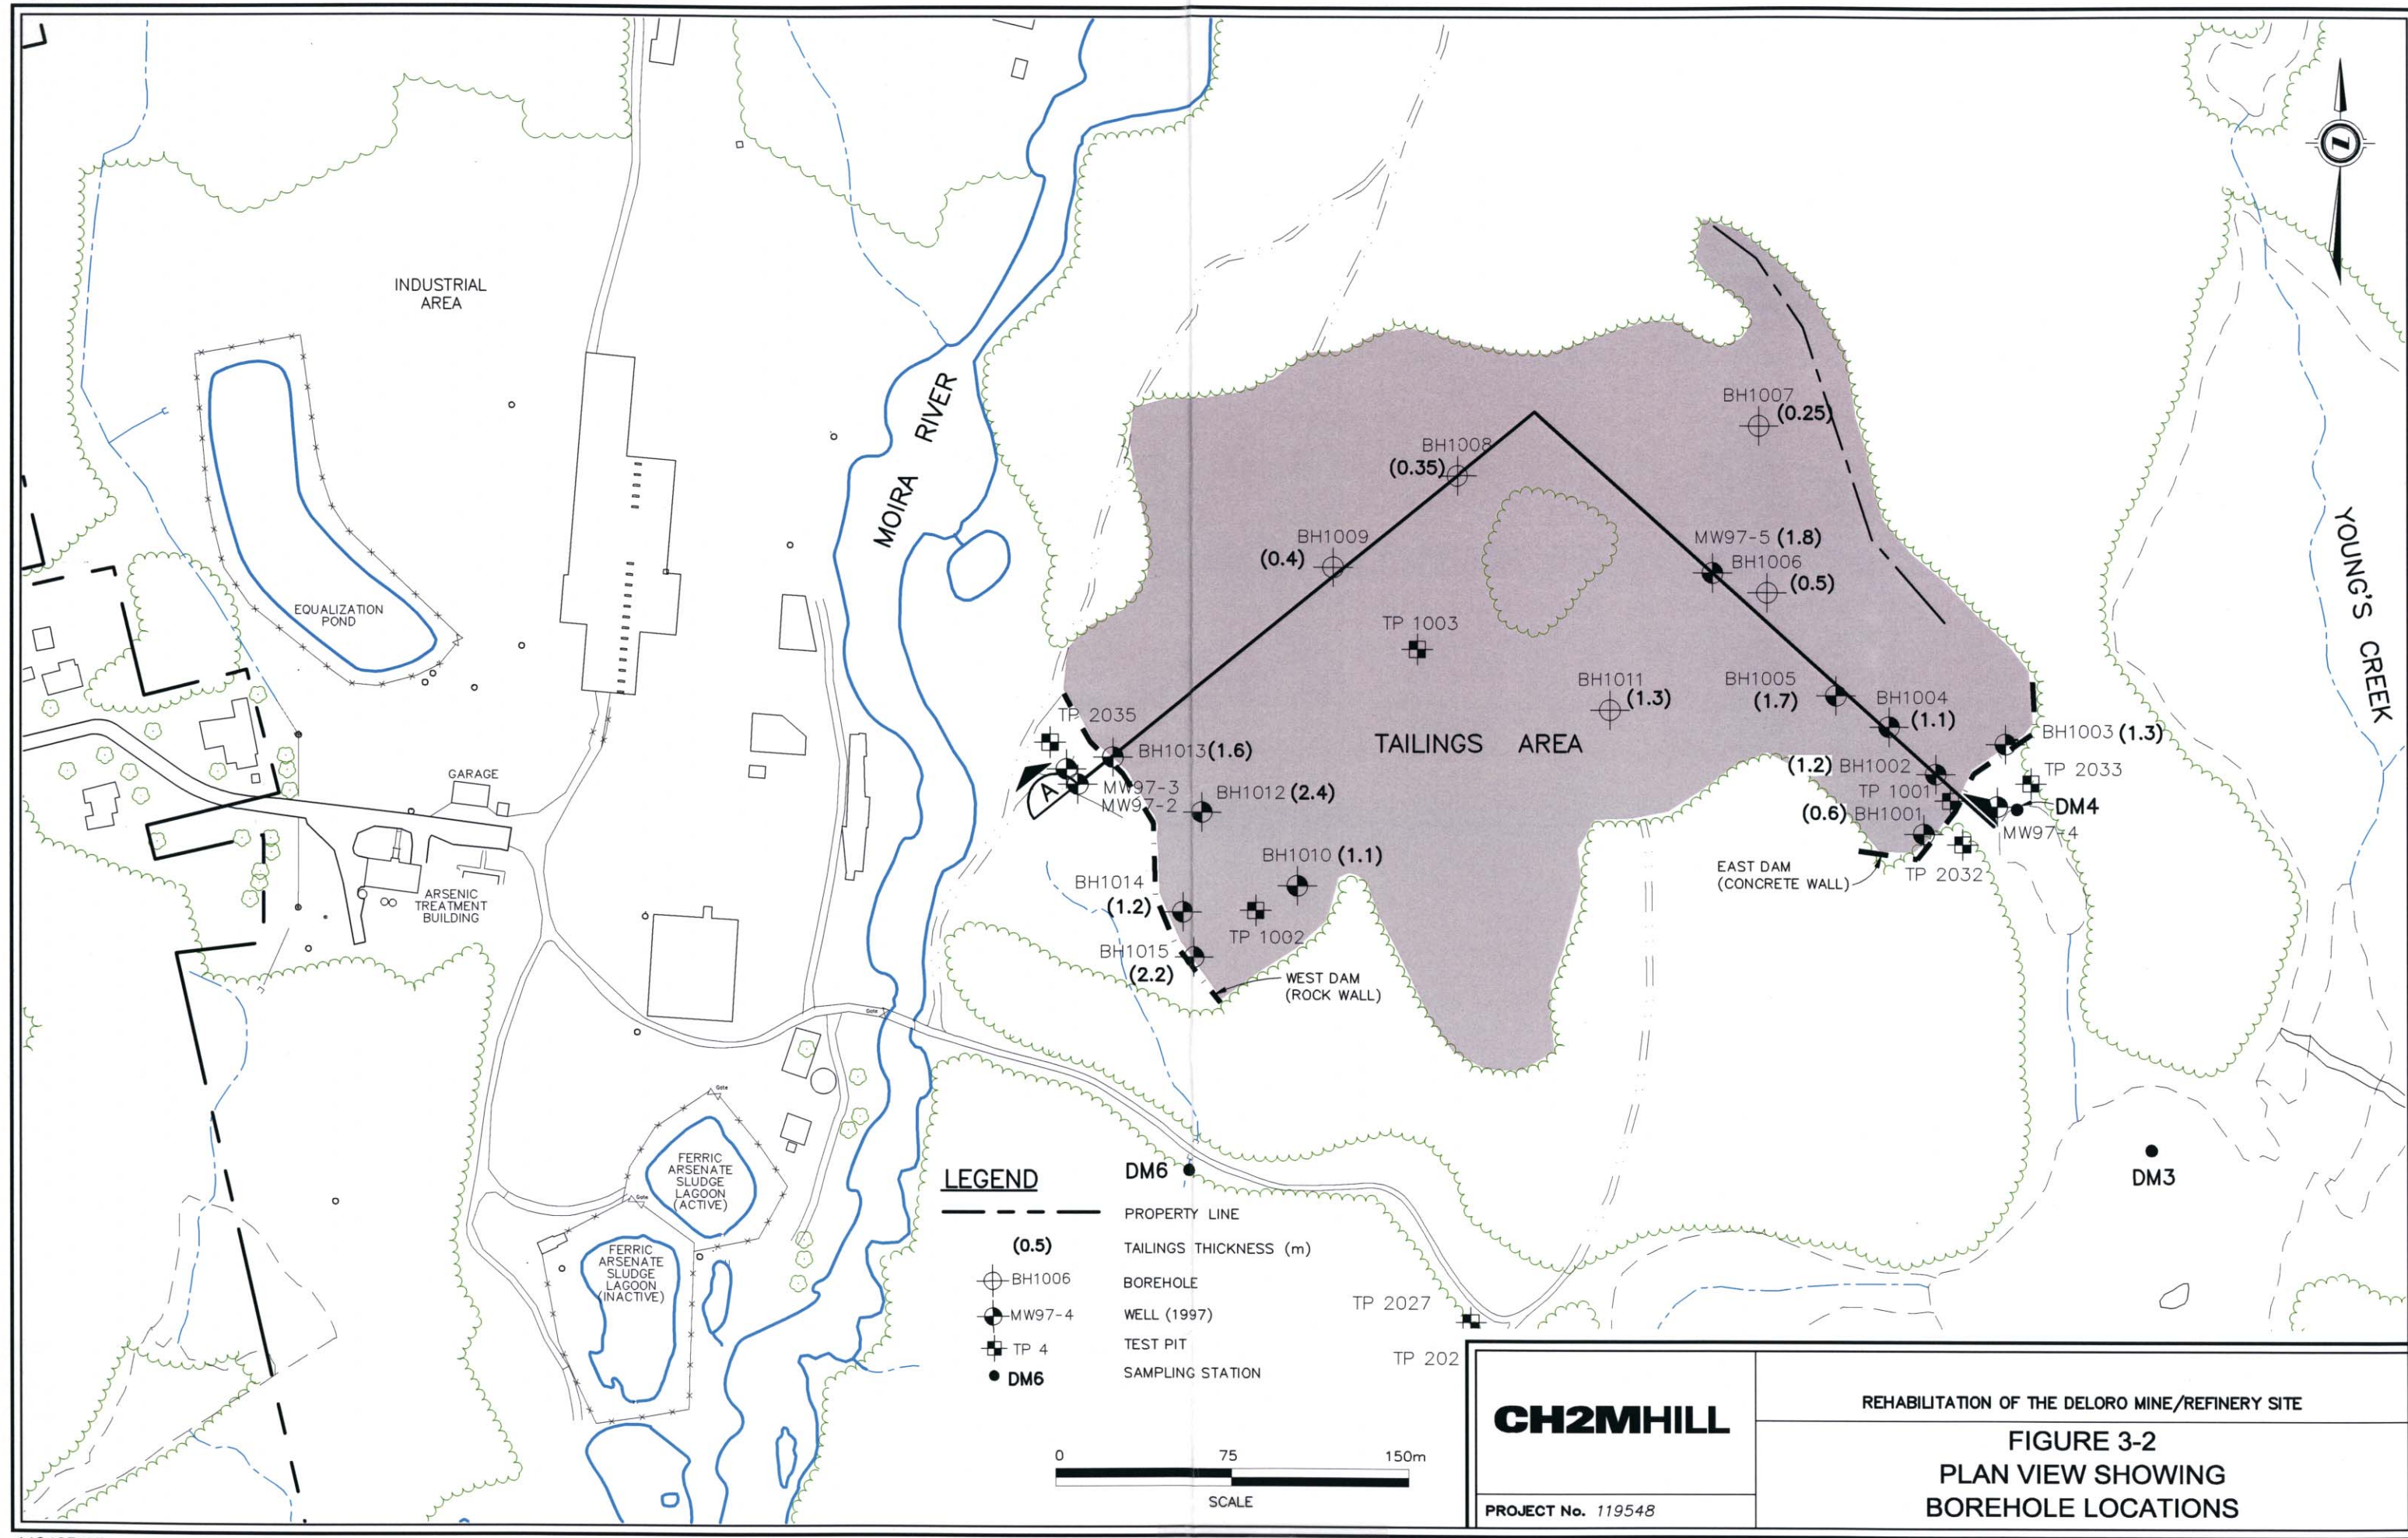 INDUSTRIAL
AREA
EQUALIZATION
POND
GARAGE
ARSENIC
TREATMENT
BUILDING
MOIRA RIVER
YOUNG'S CREEK
BH1007
(0.25)
BH1008
(0.35)
BH1009
(0.4)
MW97-5 (1.8)
BH1006
(0.5)
TP 1003
BH1011
(1.3)
BH1005
(1.7)
BH1004
(1.1)
TAILINGS AREA
TP 2035
BH1013 (1.6)
A
MW97-3
MW97-2
BH1012 (2.4)
BH1003 (1.3)
(1.2) BH1002
TP 2033
TP 1001
DM4
(0.6) BH1001
MW97-4
BH1010 (1.1)
BH1014
(1.2)
TP 1002
BH1015
(2.2)
EAST DAM
(CONCRETE WALL)
TP 2032
WEST DAM
(ROCK WALL)
Gate
Gate
Gate
FERRIC
ARSENATE
SLUDGE
LAGOON
(ACTIVE)
FERRIC
ARSENATE
SLUDGE
LAGOON
(INACTIVE)
DM6
DM3
LEGEND
PROPERTY LINE
(0.5) TAILINGS THICKNESS (m)
BH1006 BOREHOLE
MW97-4 WELL (1997)
TP 4 TEST PIT
DM6 SAMPLING STATION
TP 2027
TP 202
0 75 150m
SCALE
CH2MHILL
PROJECT No. 119548
REHABILITATION OF THE DELORO MINE/REFINERY SITE
FIGURE 3-2
PLAN VIEW SHOWING
BOREHOLE LOCATIONS